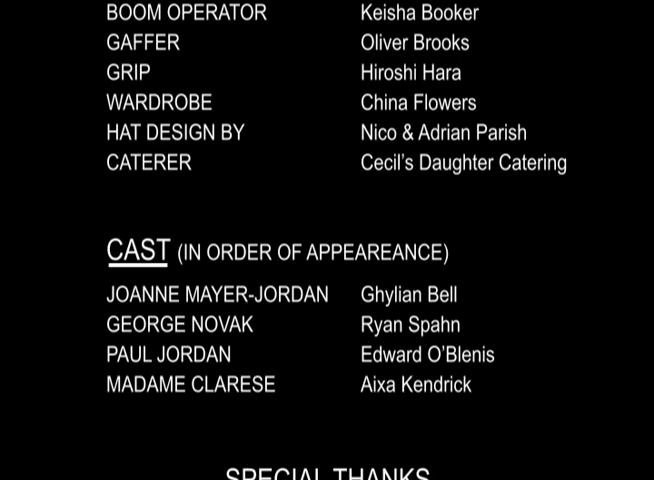 BOOM OPERATOR Keisha Booker
GAFFER Oliver Brooks
GRIP Hiroshi Hara
WARDROBE China Flowers
HAT DESIGN BY Nico & Adrian Parish
CATERER Cecil's Daughter Catering
CAST (IN ORDER OF APPEAREANCE)
JOANNE MAYER-JORDAN Ghylian Bell
GEORGE NOVAK Ryan Spahn
PAUL JORDAN Edward O'Blenis
MADAME CLARESE Aixa Kendrick
SPECIAL THANKS